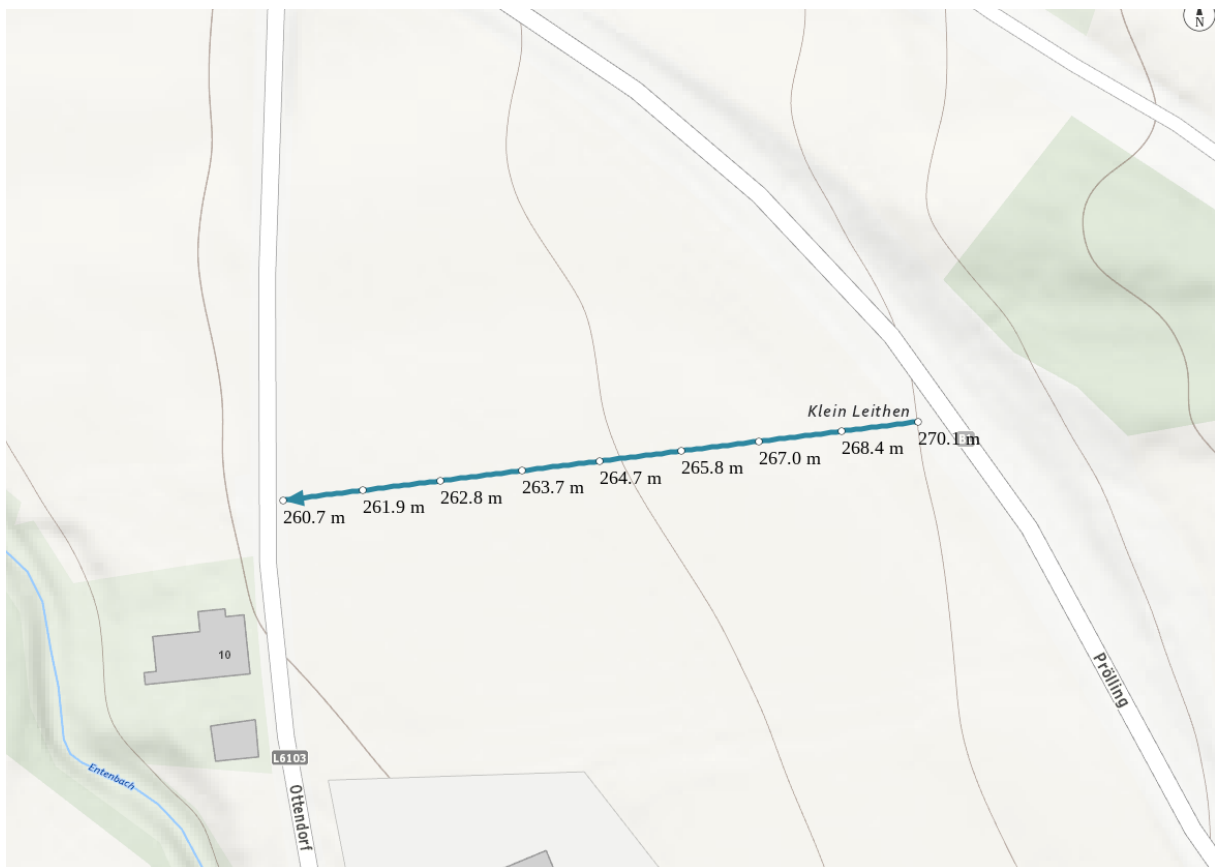 N
Klein Leithen
270.1 m
268.4 m
267.0 m
265.8 m
264.7 m
263.7 m
262.8 m
261.9 m
260.7 m
10
Prölling
L6103
Entenbach
Ottendorf